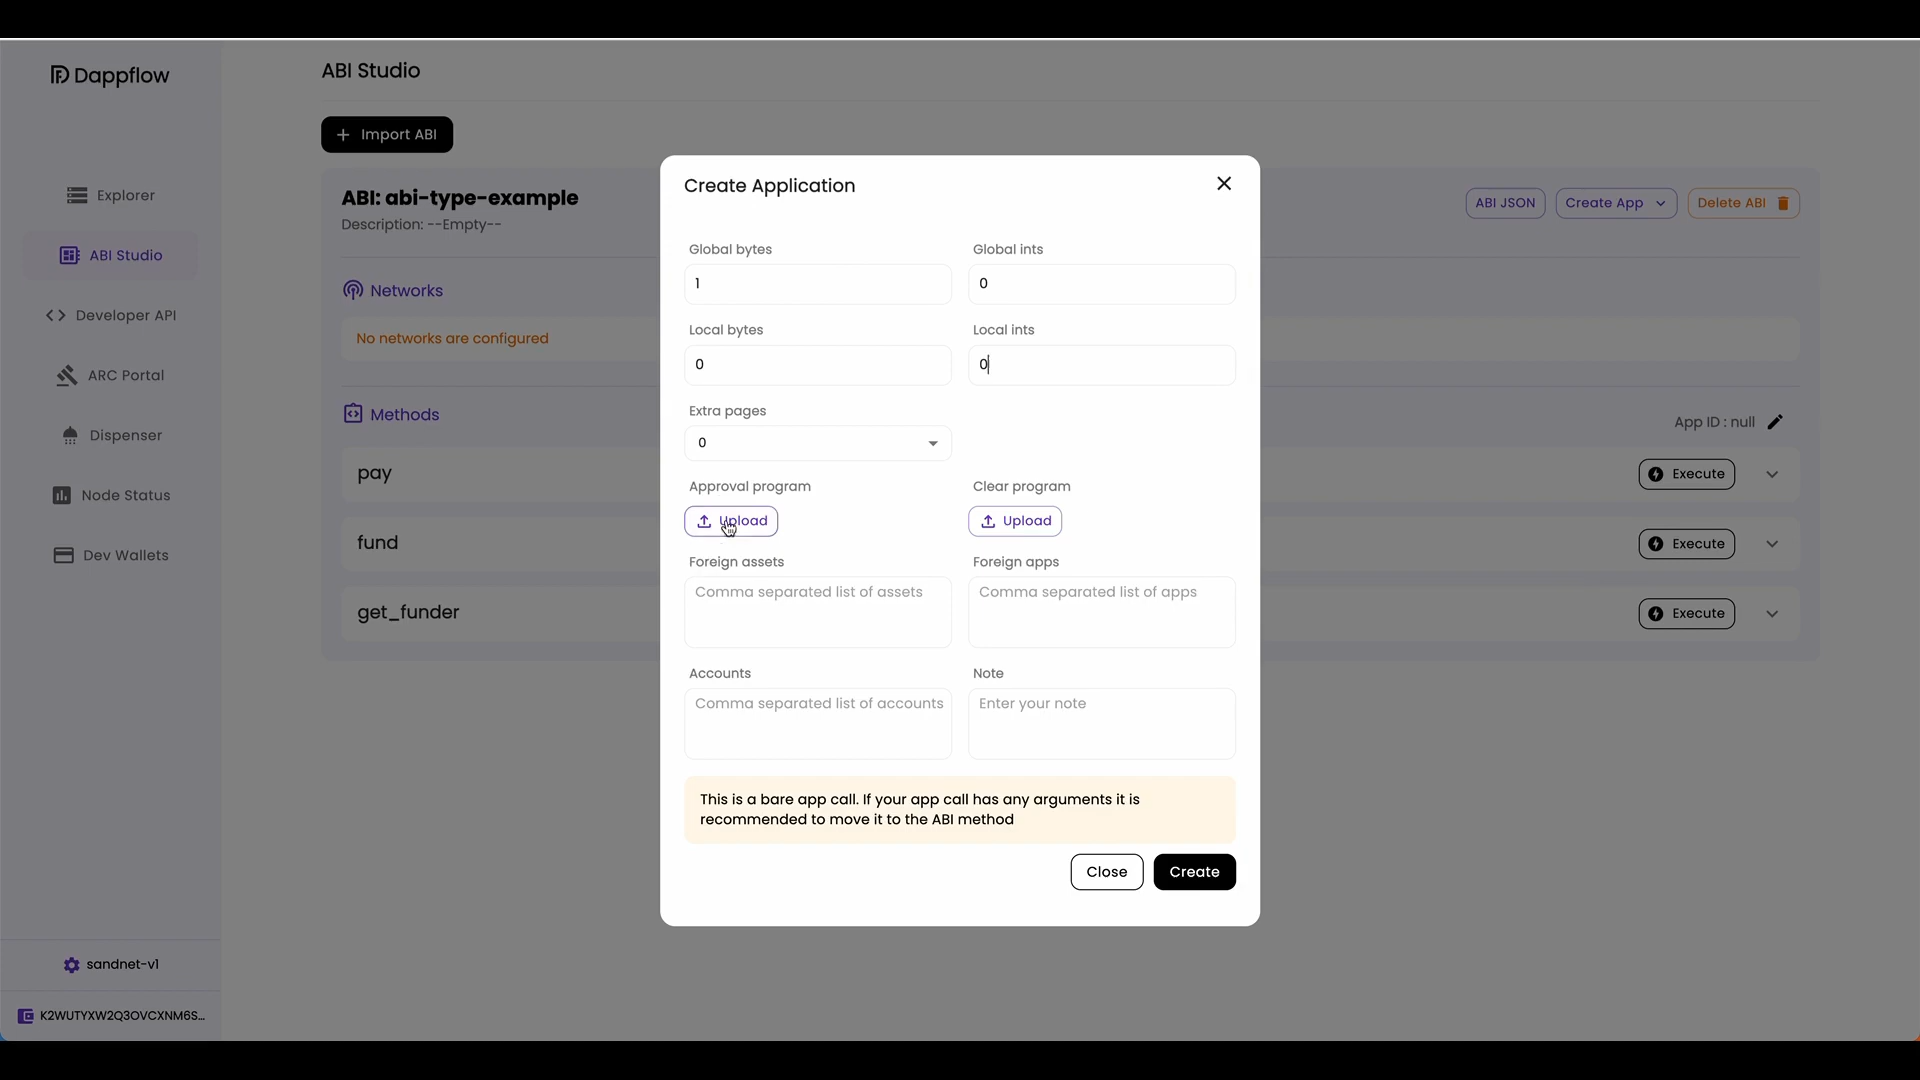 Dappflow
Explorer
ABI Studio
Developer API
ARC Portal
Dispenser
Node Status
Dev Wallets
sandnet-v1
K2WUTYXW2Q3OVCXNM6S...
ABI Studio
Import ABI
ABI: abi-type-example
Description: --Empty--
ABI JSON
Create App
Delete ABI
Networks
No networks are configured
Methods
App ID : null
pay
Execute
fund
Execute
get_funder
Execute
Create Application
Global bytes
Global ints
1
0
Local bytes
Local ints
0
0
Extra pages
0
Approval program
Clear program
Upload
Upload
Foreign assets
Foreign apps
Comma separated list of assets
Comma separated list of apps
Accounts
Note
Comma separated list of accounts
Enter your note
This is a bare app call. If your app call has any arguments it is
recommended to move it to the ABI method
Close
Create